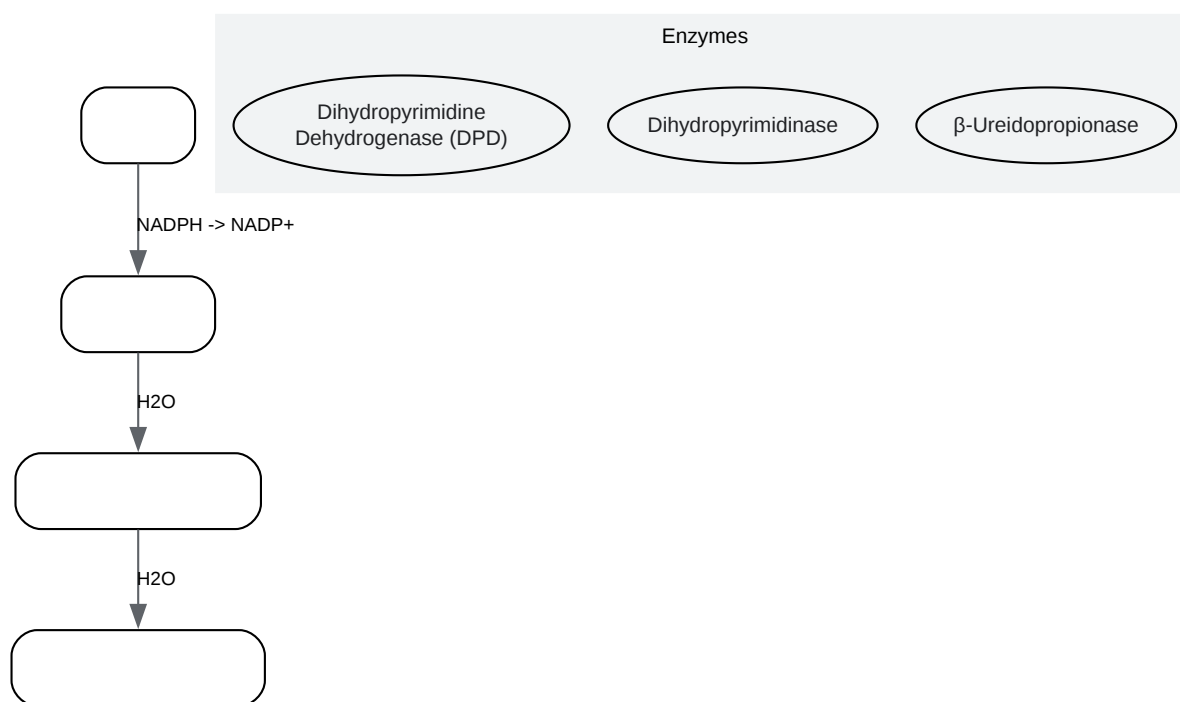 Enzymes
Dihydropyrimidine
Dehydrogenase (DPD)
Dihydropyrimidinase
β-Ureidopropionase
NADPH -> NADP+
H2O
H2O